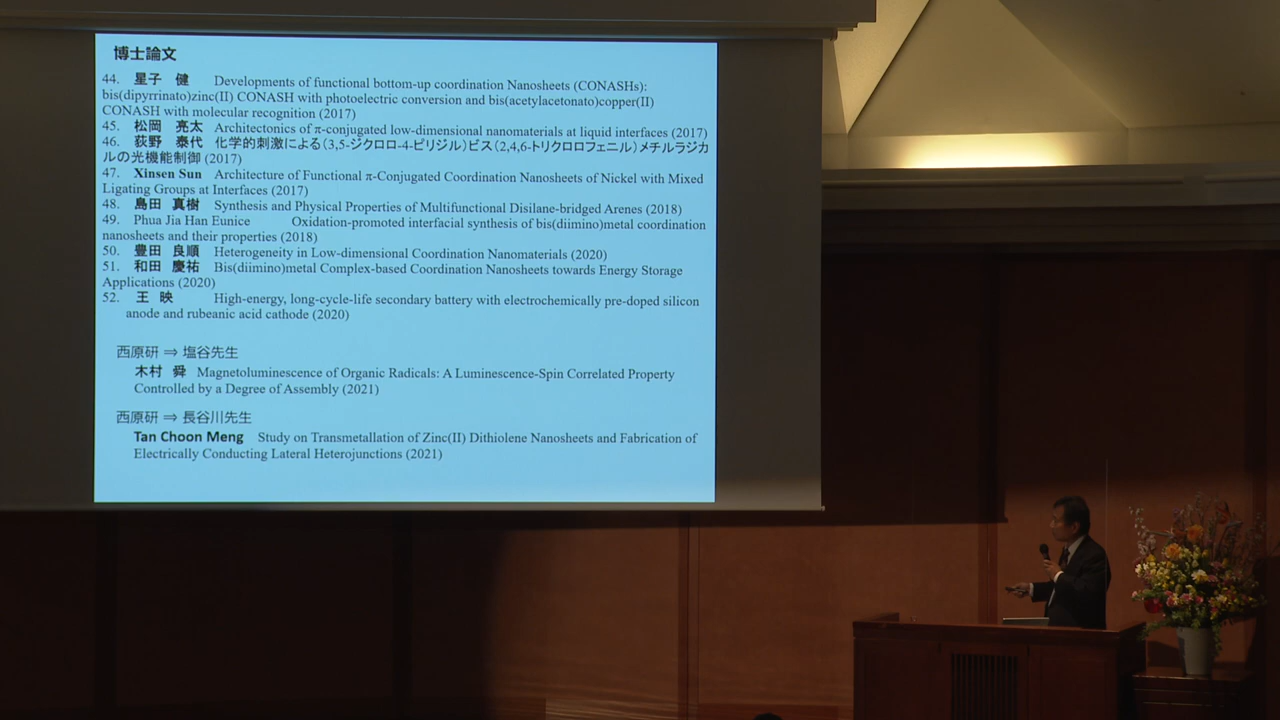 博士論文
44. 星子 健 Developments of functional bottom-up coordination Nanosheets (CONASHs):
bis(dipyrrinato)zinc(II) CONASH with photoelectric conversion and bis(acetylacetonato)copper(II)
CONASH with molecular recognition (2017)
45. 松岡 亮太 Architectonics of π-conjugated low-dimensional nanomaterials at liquid interfaces (2017)
46. 荻野 泰代 化学的刺激による(3,5-ジクロロ-4-ピリジル)ビス(2,4,6-トリクロロフェニル)メチルラジカ
ルの光機能制御 (2017)
47. Xinsen Sun Architecture of Functional π-Conjugated Coordination Nanosheets of Nickel with Mixed
Ligating Groups at Interfaces (2017)
48. 島田 真樹 Synthesis and Physical Properties of Multifunctional Disilane-bridged Arenes (2018)
49. Phua Jia Han Eunice Oxidation-promoted interfacial synthesis of bis(diimino)metal coordination
nanosheets and their properties (2018)
50. 豊田 良順 Heterogeneity in Low-dimensional Coordination Nanomaterials (2020)
51. 和田 慶祐 Bis(diimino)metal Complex-based Coordination Nanosheets towards Energy Storage
Applications (2020)
52. 王 映 High-energy, long-cycle-life secondary battery with electrochemically pre-doped silicon
anode and rubeanic acid cathode (2020)
西原研 ⇒ 塩谷先生
木村 舜 Magnetoluminescence of Organic Radicals: A Luminescence-Spin Correlated Property
Controlled by a Degree of Assembly (2021)
西原研 ⇒ 長谷川先生
Tan Choon Meng Study on Transmetallation of Zinc(II) Dithiolene Nanosheets and Fabrication of
Electrically Conducting Lateral Heterojunctions (2021)